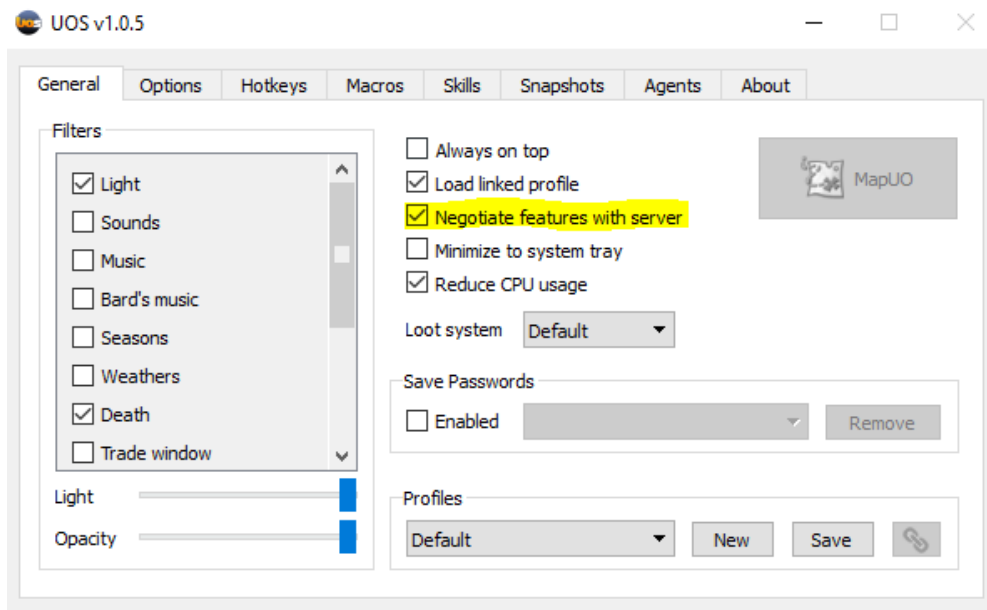 UOS v1.0.5
General Options Hotkeys Macros Skills Snapshots Agents About
Filters
Light
Sounds
Music
Bard's music
Seasons
Weathers
Death
Trade window
Light
Opacity
Always on top
Load linked profile
Negotiate features with server
Minimize to system tray
Reduce CPU usage
MapUO
Loot system Default
Save Passwords
Enabled Remove
Profiles
Default New Save